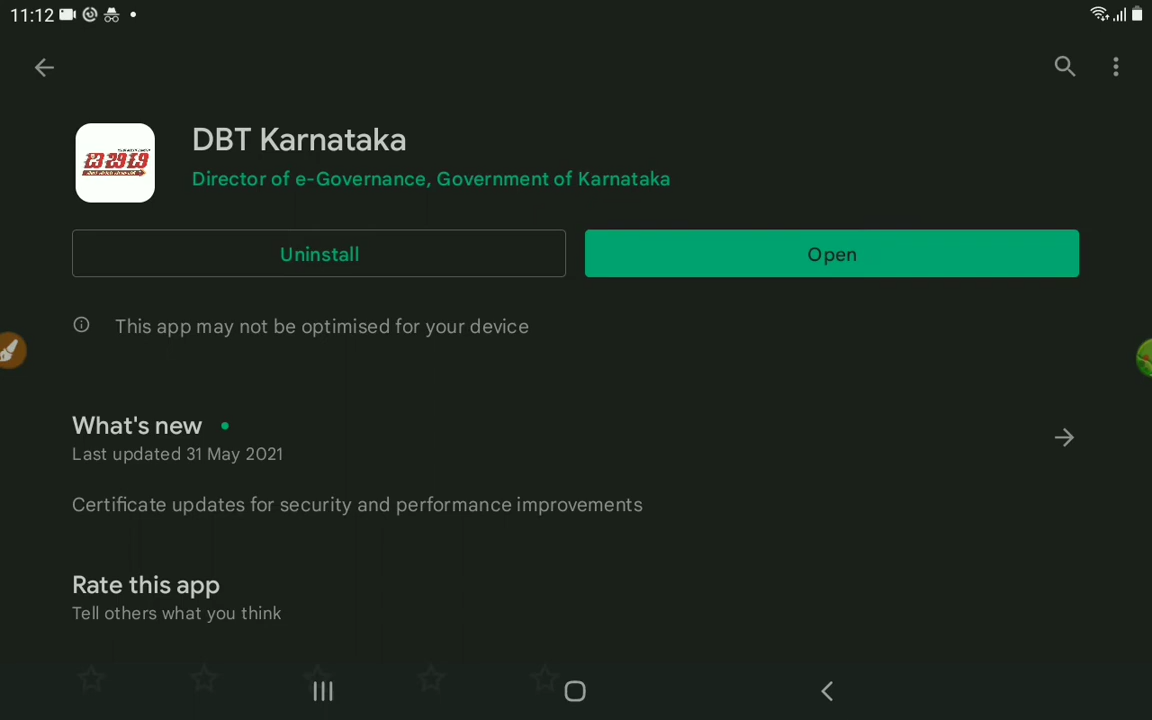 11:12
DBT Karnataka
ಡಿಬಿಟಿ
Director of e-Governance, Government of Karnataka
Uninstall
Open
This app may not be optimised for your device
What's new
Last updated 31 May 2021
Certificate updates for security and performance improvements
Rate this app
Tell others what you think